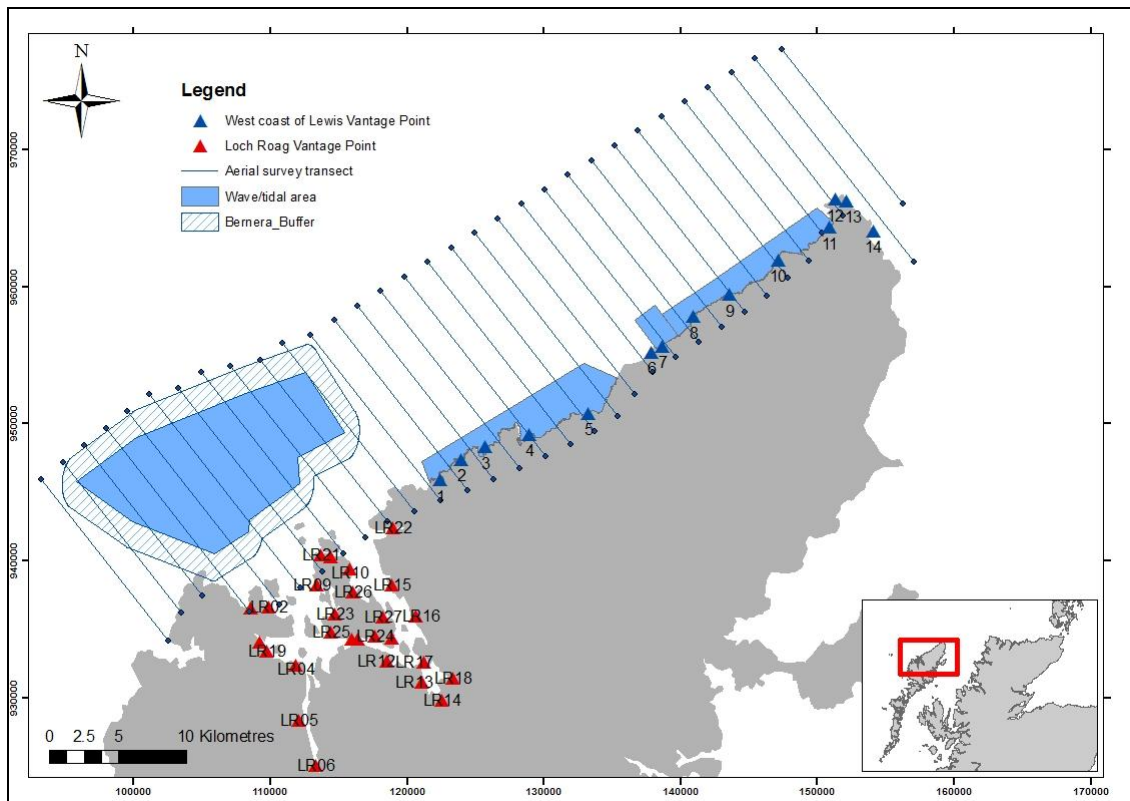 N
Legend
West coast of Lewis Vantage Point
Loch Roag Vantage Point
Aerial survey transect
Wave/tidal area
Bernera_Buffer
970000
960000
950000
940000
930000
12 13
11
14
10
9
8
7
6
5
4
3
2
1
LR22
LR21
LR10
LR09
LR26
LR15
LR02
LR23
LR27
LR16
LR25
LR24
LR19
LR12
LR17
LR04
LR18
LR13
LR14
LR05
LR06
0 2.5 5 10 Kilometres
100000 110000 120000 130000 140000 150000 160000 170000